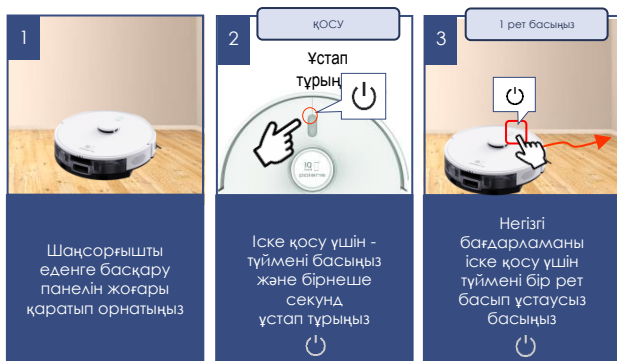 1
Шаңсорғышты
еденге басқару
панелін жоғары
қаратып орнатыңыз
2
ҚОСУ
Ұстап
IQ
Іске қосу үшін -
түймені басыңыз
және бірнеше
секунд
ұстап тұрыңыз
3
1 рет басыңыз
Негізгі
бағдарламаны
іске қосу үшін
түймені бір рет
басып ұстаусыз
басыңыз